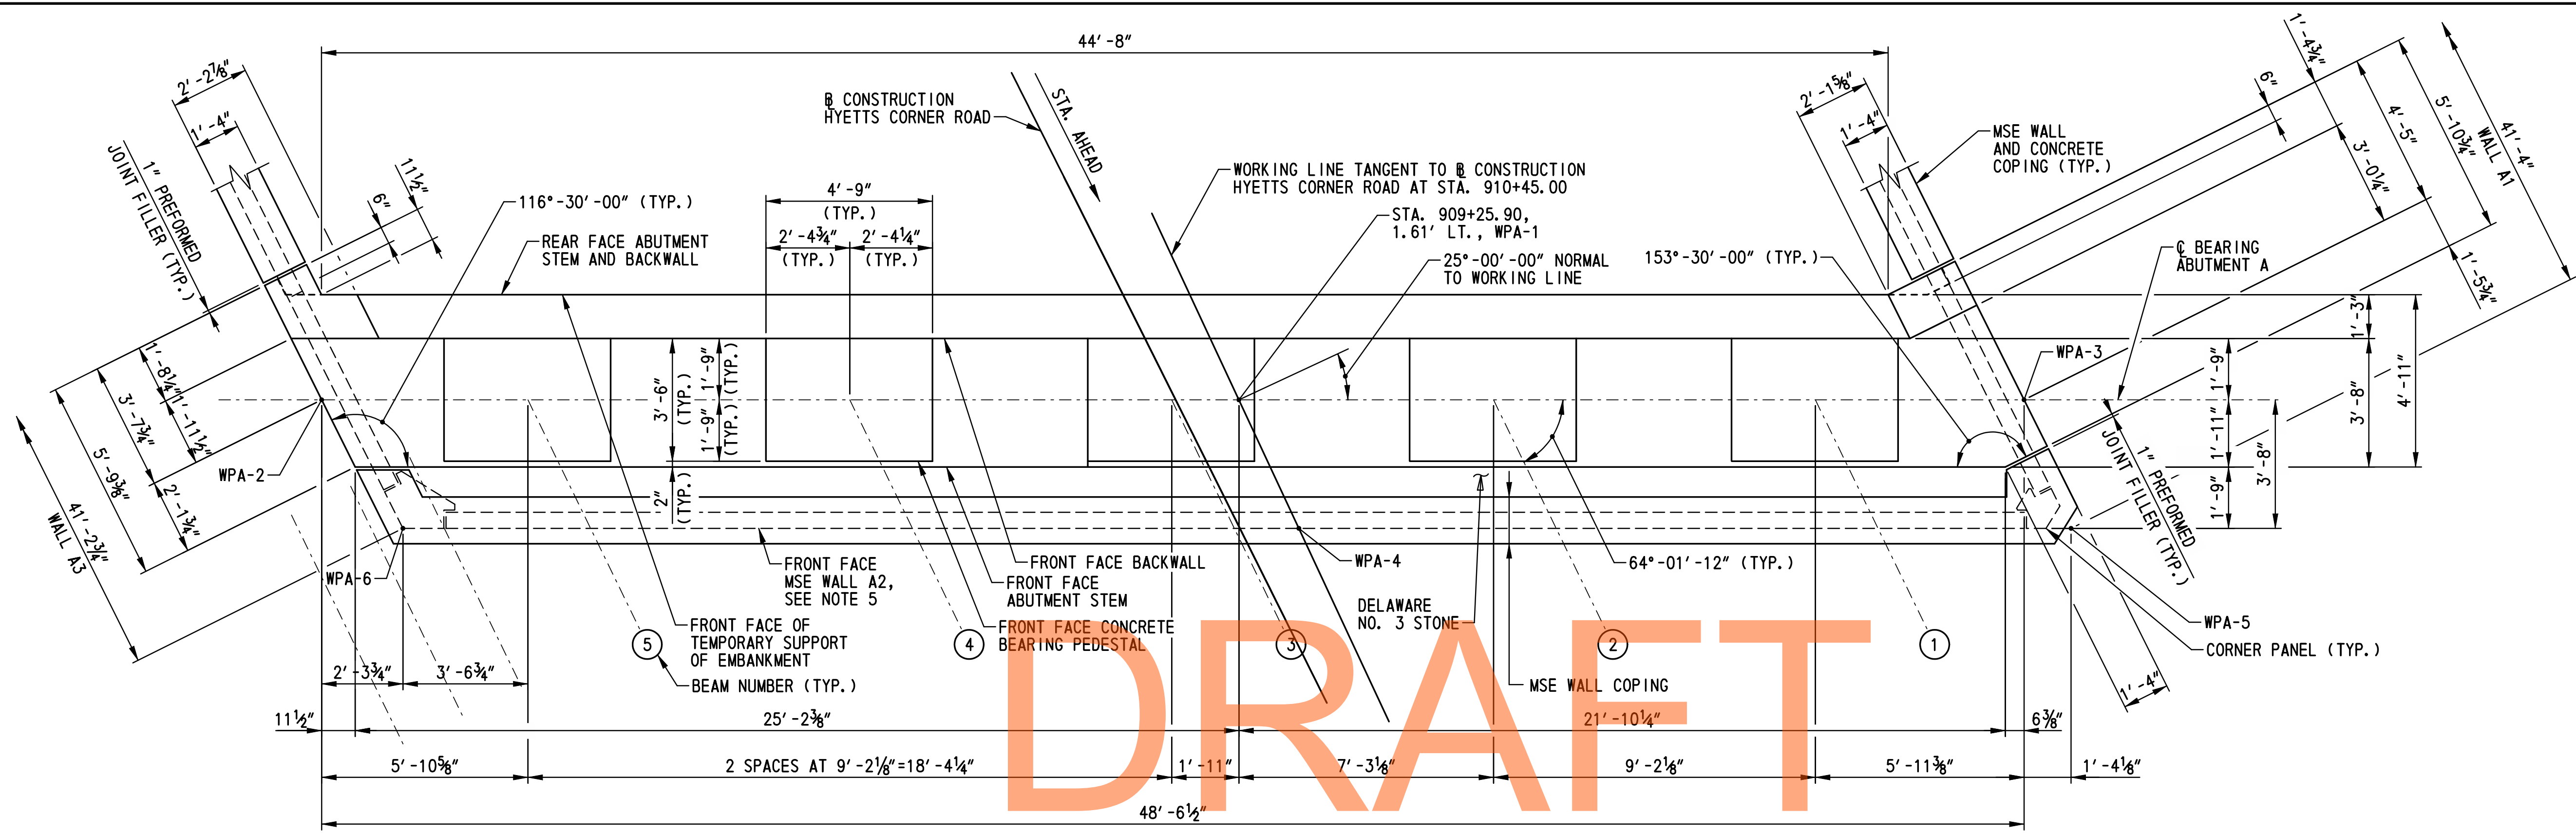 44'-8"
2'-2⅞"
1'-4"
1" PREFORMED
JOINT FILLER (TYP.)
11½"
6"
116°-30'-00" (TYP.)
REAR FACE ABUTMENT
STEM AND BACKWALL
4'-9"
(TYP.)
2'-4¾"
(TYP.)
2'-4¼"
(TYP.)
℄ CONSTRUCTION
HYETTS CORNER ROAD
STA. AHEAD
WORKING LINE TANGENT TO ℄ CONSTRUCTION
HYETTS CORNER ROAD AT STA. 910+45.00
STA. 909+25.90,
1.61' LT., WPA-1
25°-00'-00" NORMAL
TO WORKING LINE
153°-30'-00" (TYP.)
2'-1⅝"
1'-4"
MSE WALL
AND CONCRETE
COPING (TYP.)
1'-4¾"
6"
4'-5"
3'-0¼"
5'-10¾"
41'-4"
WALL A1
1'-5¾"
℄ BEARING
ABUTMENT A
1'-3"
1'-9"
3'-8"
4'-11"
1'-11"
1'-9"
3'-8"
WPA-3
1" PREFORMED
JOINT FILLER (TYP.)
1'-8¼"
1'-11½"
3'-7¾"
2'-1¾"
5'-9⅜"
41'-2¾"
WALL A3
WPA-2
WPA-6
3'-6"
(TYP.)
1'-9"
(TYP.)
1'-9"
(TYP.)
2"
(TYP.)
FRONT FACE
MSE WALL A2,
SEE NOTE 5
FRONT FACE OF
TEMPORARY SUPPORT
OF EMBANKMENT
BEAM NUMBER (TYP.)
FRONT FACE BACKWALL
FRONT FACE
ABUTMENT STEM
FRONT FACE CONCRETE
BEARING PEDESTAL
WPA-4
DELAWARE
NO. 3 STONE
64°-01'-12" (TYP.)
MSE WALL COPING
WPA-5
CORNER PANEL (TYP.)
1'-4"
5
4
3
2
1
2'-3¾"
3'-6¾"
11½"
25'-2⅜"
21'-10¼"
6⅜"
5'-10⅝"
2 SPACES AT 9'-2⅛"=18'-4¼"
1'-11"
7'-3⅛"
9'-2⅛"
5'-11⅜"
1'-4⅛"
48'-6½"
DRAFT